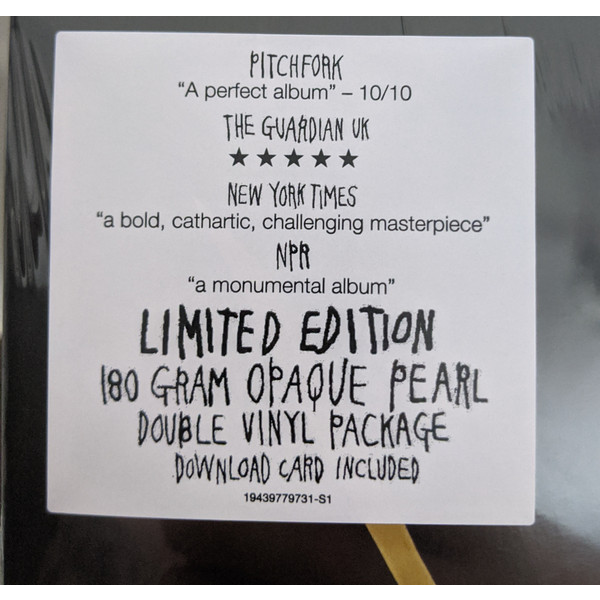 PITCHFORK
“A perfect album” – 10/10
THE GUARDIAN UK
★★★★★
NEW YORK TIMES
“a bold, cathartic, challenging masterpiece”
NPR
“a monumental album”
LIMITED EDITION
180 GRAM OPAQUE PEARL
DOUBLE VINYL PACKAGE
DOWNLOAD CARD INCLUDED
19439779731-S1